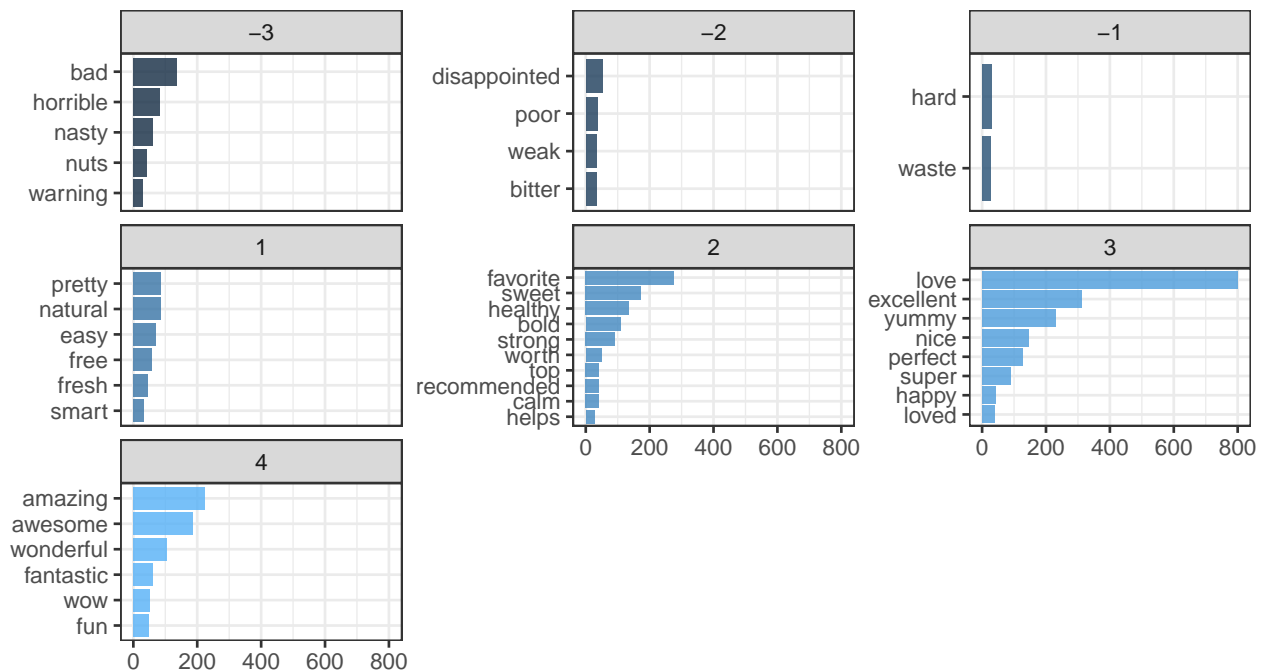 −3
bad
horrible
nasty
nuts
warning
−2
disappointed
poor
weak
bitter
−1
hard
waste
1
pretty
natural
easy
free
fresh
smart
2
favorite
sweet
healthy
bold
strong
worth
top
recommended
calm
helps
0 200 400 600 800
3
love
excellent
yummy
nice
perfect
super
happy
loved
0 200 400 600 800
4
amazing
awesome
wonderful
fantastic
wow
fun
0 200 400 600 800